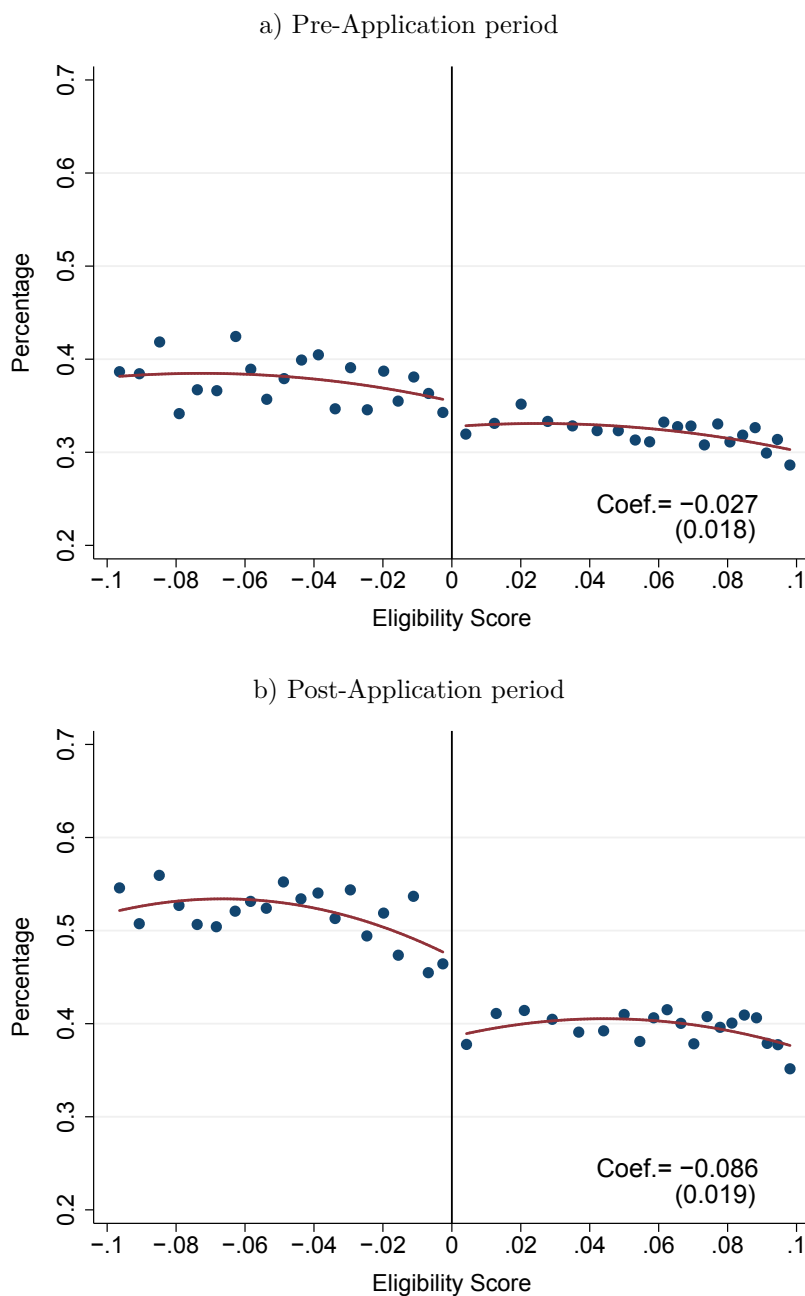 a) Pre-Application period
0.7
0.6
0.5
0.4
0.3
0.2
Percentage
Coef.= −0.027
(0.018)
−.1 −.08 −.06 −.04 −.02 0 .02 .04 .06 .08 .1
Eligibility Score
b) Post-Application period
0.7
0.6
0.5
0.4
0.3
0.2
Percentage
Coef.= −0.086
(0.019)
−.1 −.08 −.06 −.04 −.02 0 .02 .04 .06 .08 .1
Eligibility Score